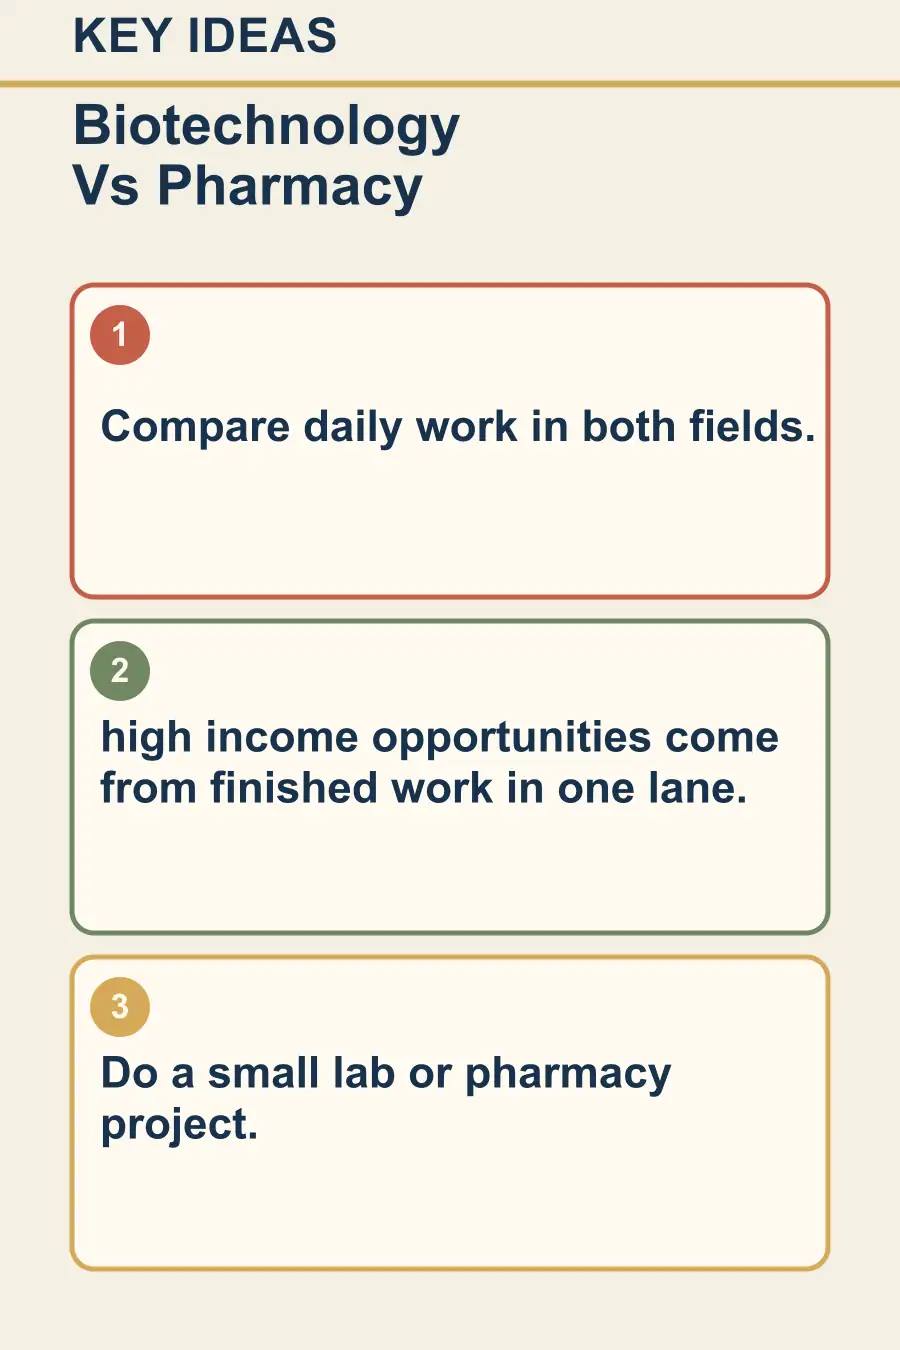 KEY IDEAS
Biotechnology
Vs Pharmacy
1
Compare daily work in both fields.
2
high income opportunities come
from finished work in one lane.
3
Do a small lab or pharmacy
project.